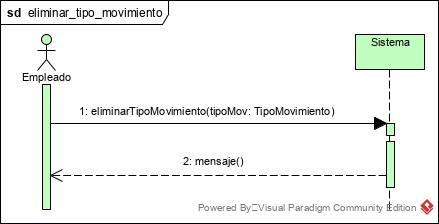 sd eliminar_tipo_movimiento
Empleado
Sistema
1: eliminarTipoMovimiento(tipoMov: TipoMovimiento)
2: mensaje()
Powered By Visual Paradigm Community Edition